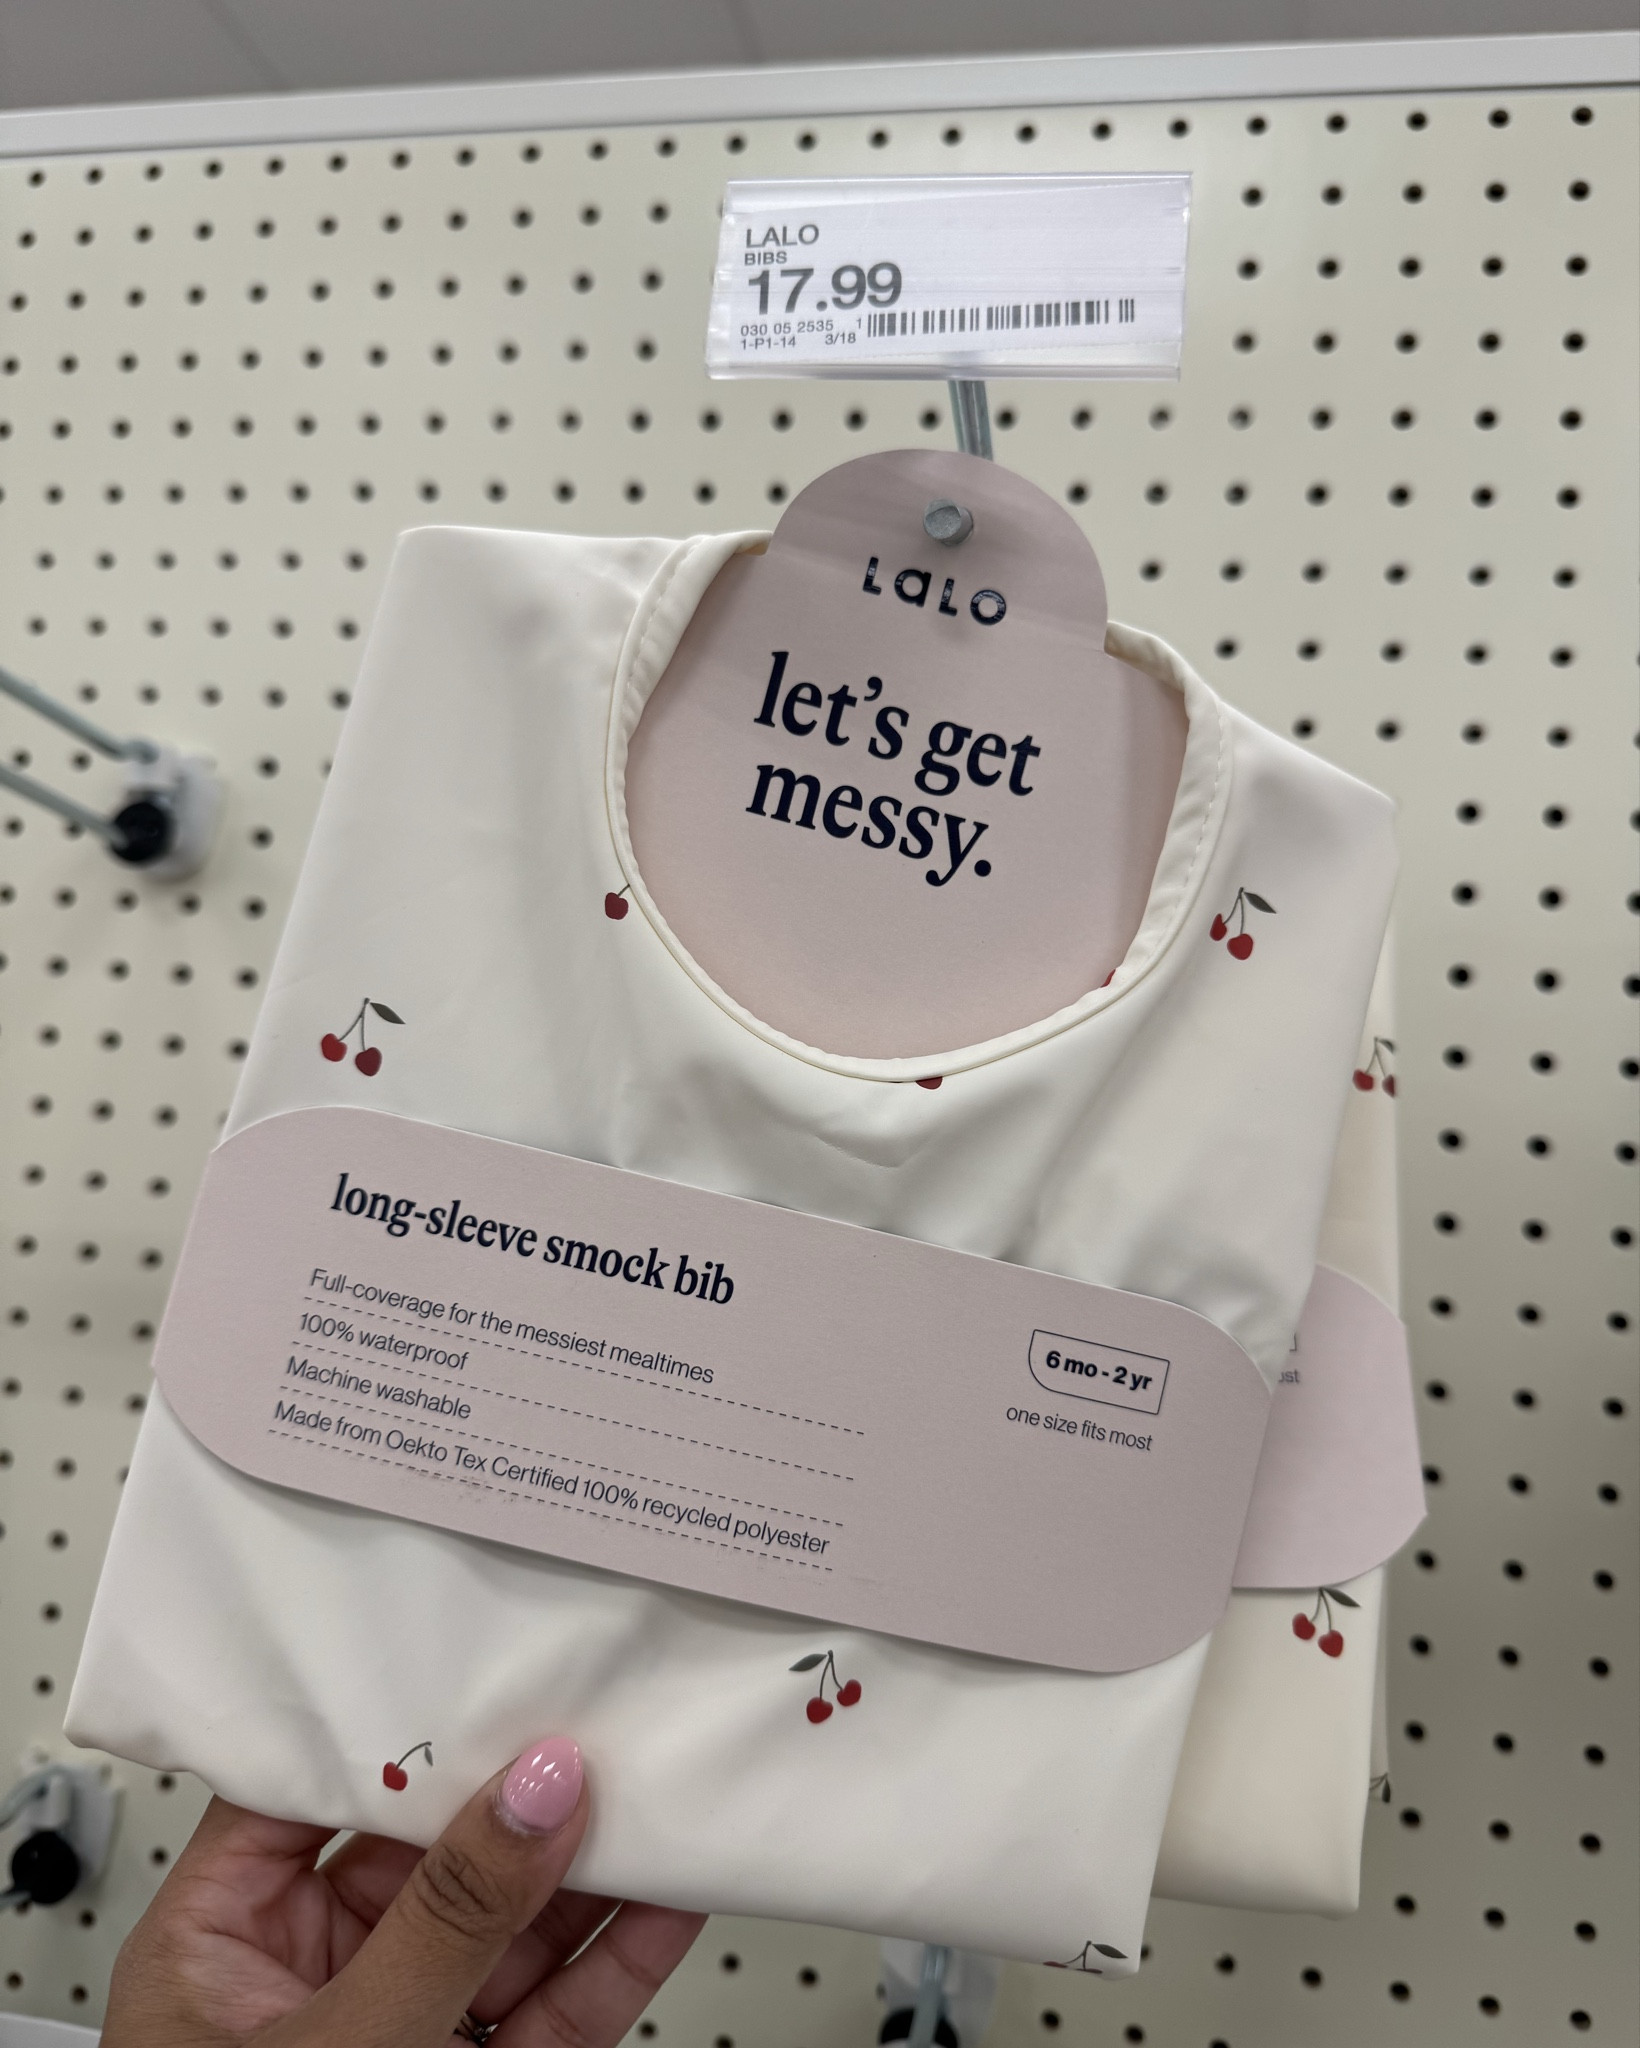 LALO
BIBS
17.99
030 05 2535 1
1-P1-14 3/18
LaLo
let's get
messy.
long-sleeve smock bib
Full-coverage for the messiest mealtimes
100% waterproof
Machine washable
Made from Oekto Tex Certified 100% recycled polyester
6 mo - 2 yr
one size fits most